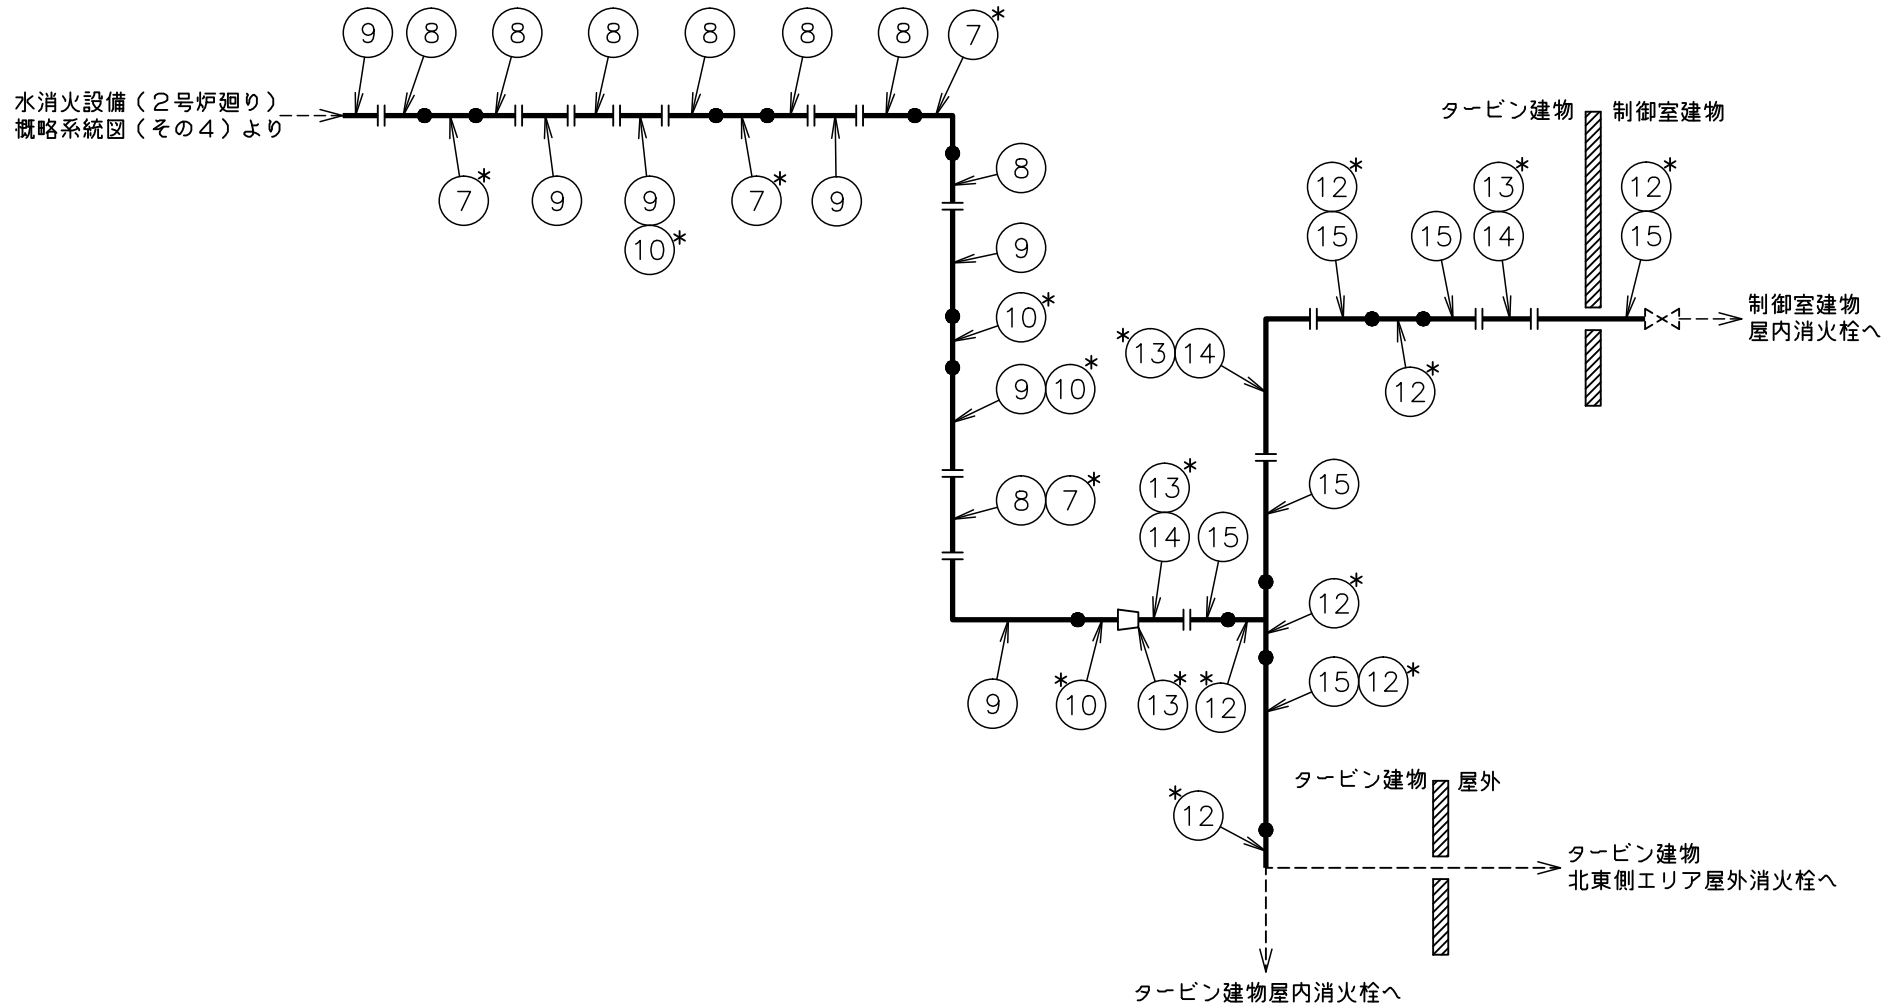 9 8 8 8 8 8 8 7*
水消火設備(2号炉廻り)
概略系統図(その4)より
7* 9 9 7* 9
10*
8
9
10*
9 10*
8 7*
タービン建物 制御室建物
12* 13* 12*
15 15 14 15
制御室建物
屋内消火栓へ
*13 14
12*
13*
14 15
15
12*
9 *10 13* *12
15 12*
タービン建物 屋外
*12
タービン建物
北東側エリア屋外消火栓へ
タービン建物屋内消火栓へ